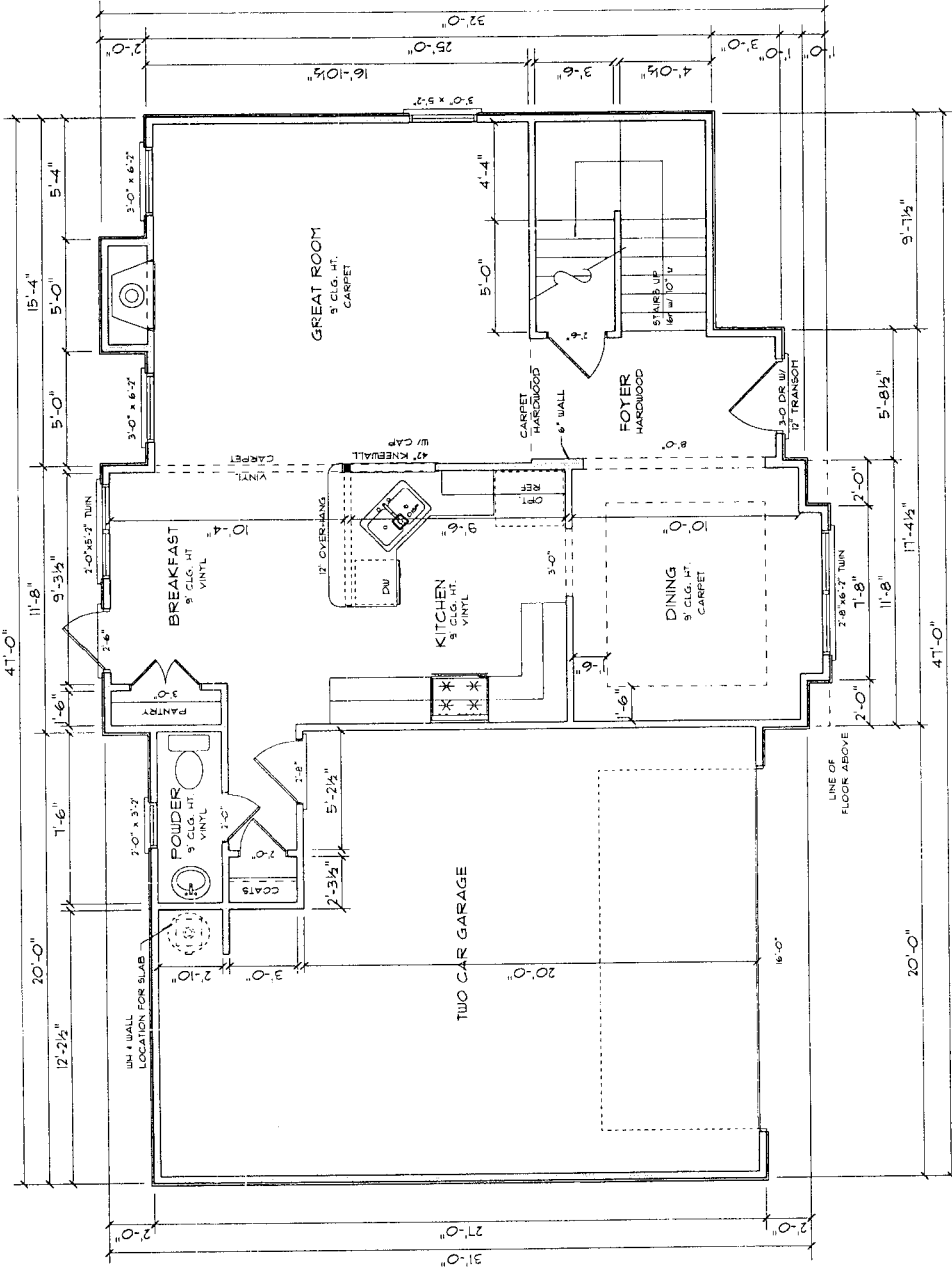 32'-0"
2'-0"
25'-0"
3'-0"
1'-0"
1'-0"
16'-10½"
3'-6"
4'-0½"
3'-0" x 5'-2"
47'-0"
15'-4"
5'-4"
5'-0"
5'-0"
3'-0" x 6'-2"
3'-0" x 6'-2"
GREAT ROOM
9' CLG. HT.
CARPET
4'-4"
5'-0"
STAIRS UP
2'-6"
9'-7½"
CARPET
HARDWOOD
6" WALL
FOYER
HARDWOOD
8'-0"
3-0 DR W/
12" TRANSOM
5'-8½"
CARPET
VINYL
42" KNEEWALL
W/ CAP
11'-8"
9'-3½"
1'-6"
2'-0"x5'-2" TWIN
2'-6"
BREAKFAST
9' CLG. HT
VINYL
10'-4"
12" OVER-HANG
DW
9'-6"
OPT.
REF
KITCHEN
9' CLG. HT.
VINYL
3'-0"
10'-0"
DINING
9' CLG. HT.
CARPET
1'-6"
2'-8"x6'-2" TWIN
2'-0"
7'-8"
2'-0"
11'-8"
17'-4½"
47'-0"
PANTRY
3'-0"
1'-6"
LINE OF
FLOOR ABOVE
20'-0"
7'-6"
12'-2½"
2'-0" x 3'-2"
POWDER
9' CLG. HT.
VINYL
2'-0"
2'-8"
2'-0"
COATS
5'-2½"
2'-3½"
WH & WALL
LOCATION FOR SLAB
2'-10"
3'-0"
20'-0"
TWO CAR GARAGE
16'-0"
20'-0"
2'-0"
27'-0"
2'-0"
31'-0"